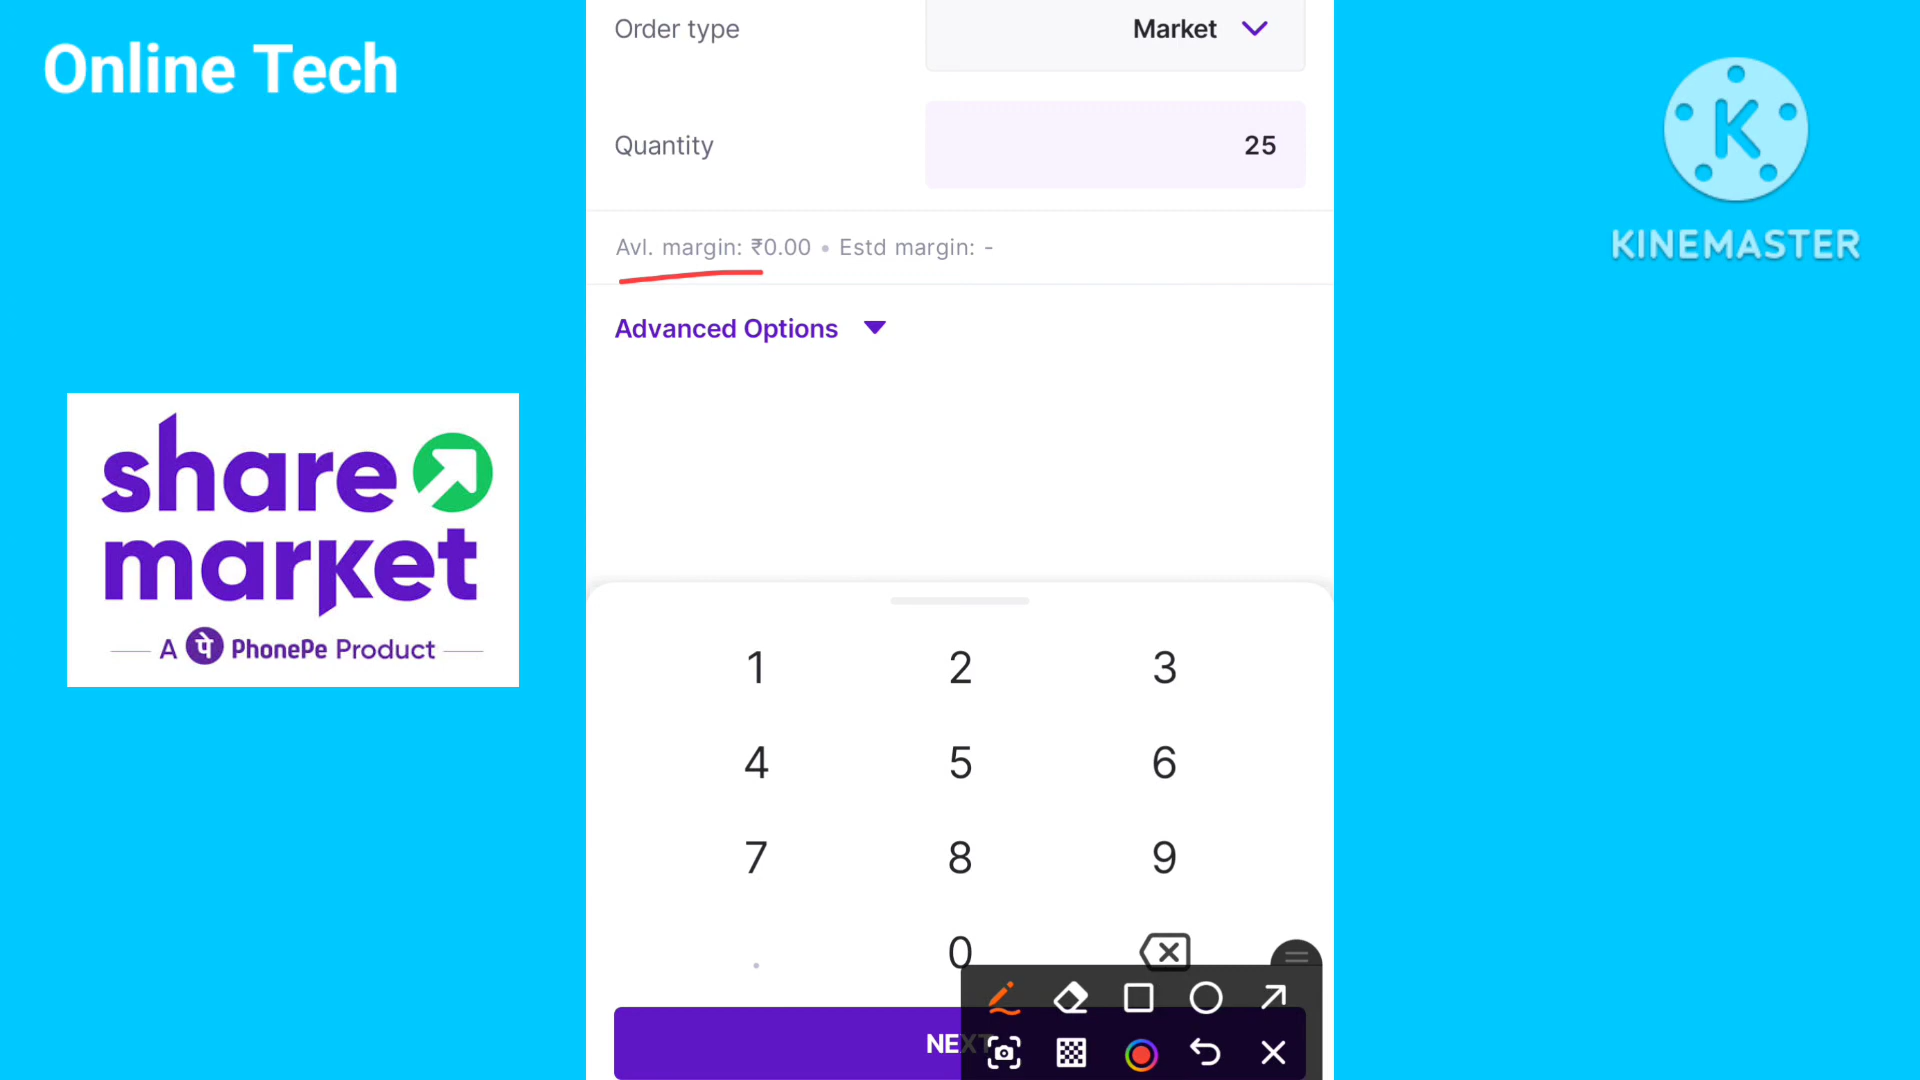 Online Tech
Order type
Market
Quantity
25
Avl. margin: ₹0.00 • Estd margin: -
Advanced Options
K
KINEMASTER
share
market
A पे PhonePe Product
1 2 3
4 5 6
7 8 9
. 0
NEXT